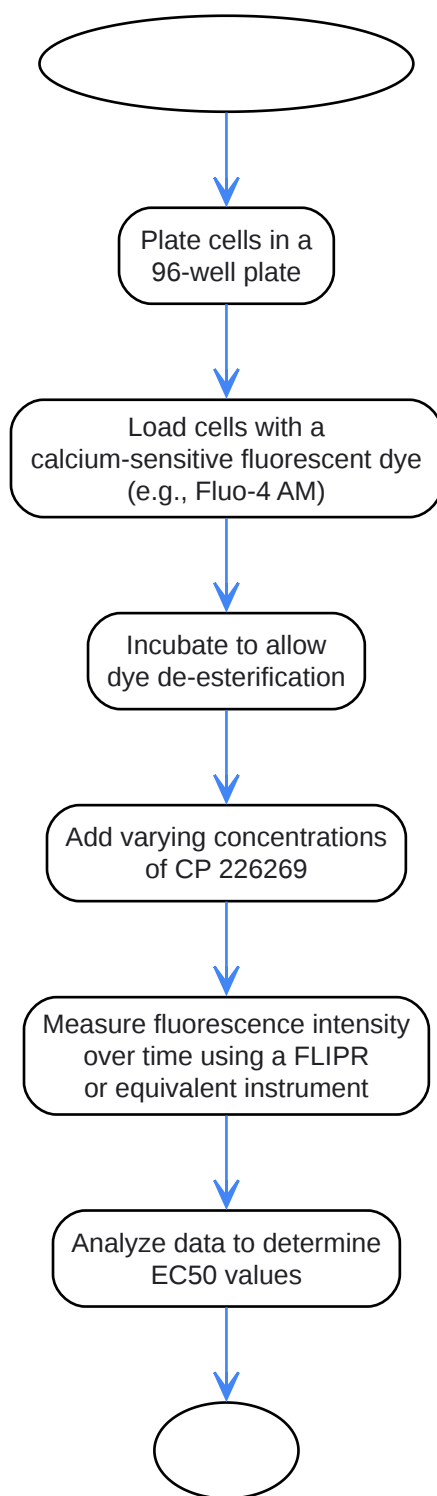 Plate cells in a
96-well plate
Load cells with a
calcium-sensitive fluorescent dye
(e.g., Fluo-4 AM)
Incubate to allow
dye de-esterification
Add varying concentrations
of CP 226269
Measure fluorescence intensity
over time using a FLIPR
or equivalent instrument
Analyze data to determine
EC50 values